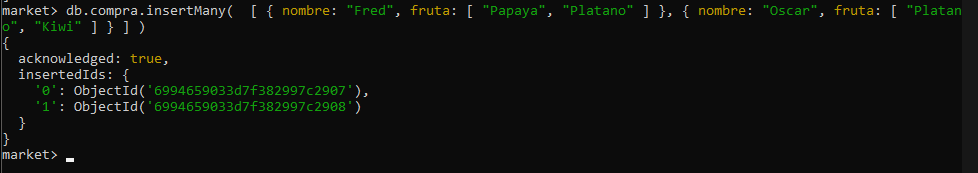 market> db.compra.insertMany(  [ { nombre: "Fred", fruta: [ "Papaya", "Platano" ] }, { nombre: "Oscar", fruta: [ "Platan
o", "Kiwi" ] } ] )
{
  acknowledged: true,
  insertedIds: {
    '0': ObjectId('6994659033d7f382997c2907'),
    '1': ObjectId('6994659033d7f382997c2908')
  }
}
market>